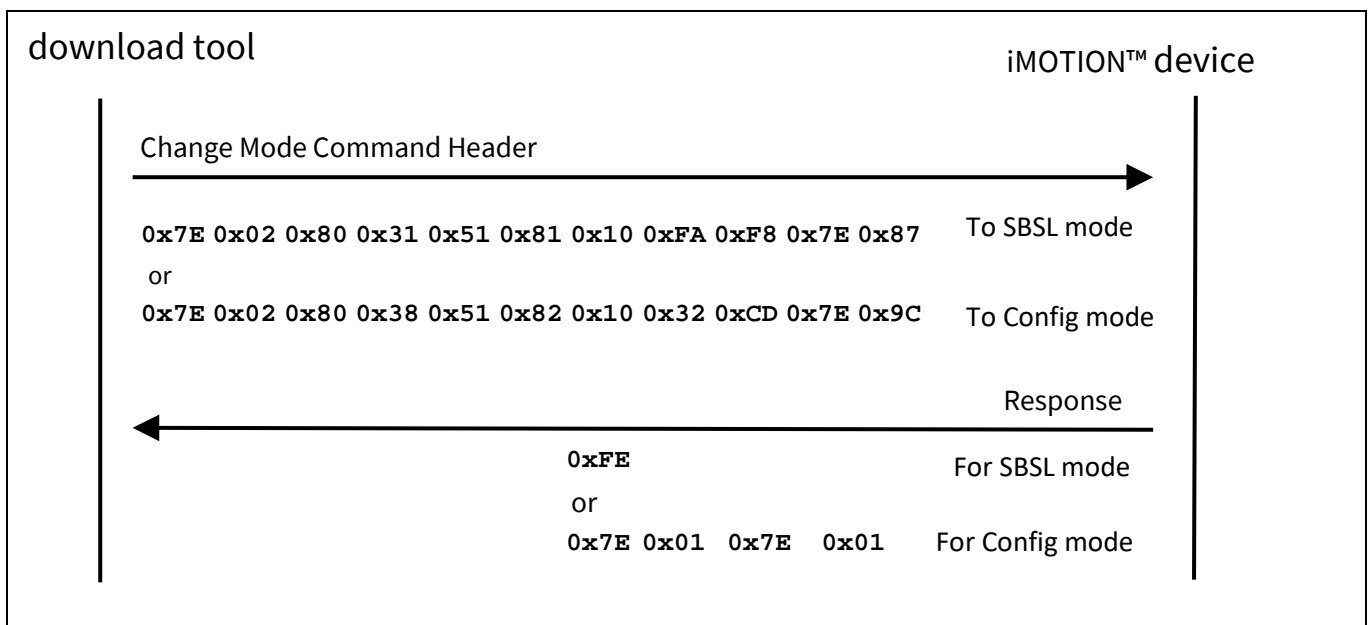 download tool
iMOTION™ device
Change Mode Command Header
0x7E 0x02 0x80 0x31 0x51 0x81 0x10 0xFA 0xF8 0x7E 0x87 To SBSL mode
or
0x7E 0x02 0x80 0x38 0x51 0x82 0x10 0x32 0xCD 0x7E 0x9C To Config mode
Response
0xFE For SBSL mode
or
0x7E 0x01 0x7E 0x01 For Config mode